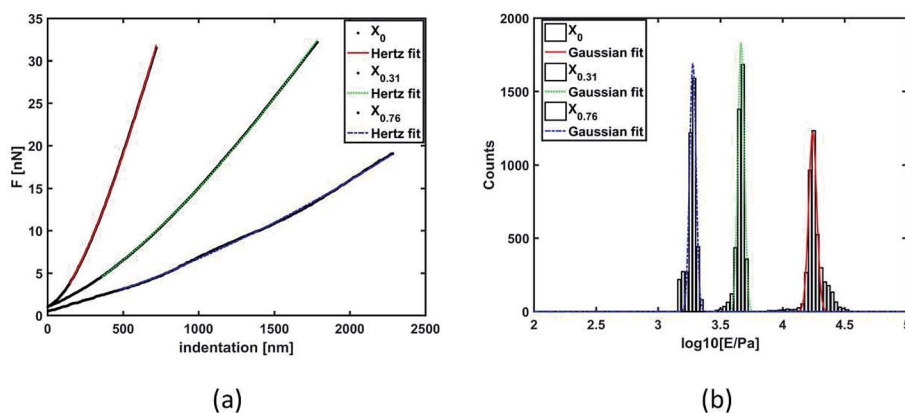 35
30
25
20
15
10
5
0
F [nN]
0 500 1000 1500 2000 2500
indentation [nm]
X0
Hertz fit
X0.31
Hertz fit
X0.76
Hertz fit
(a)
2000
1500
1000
500
0
Counts
2 2.5 3 3.5 4 4.5 5
log10[E/Pa]
X0
Gaussian fit
X0.31
Gaussian fit
X0.76
Gaussian fit
(b)